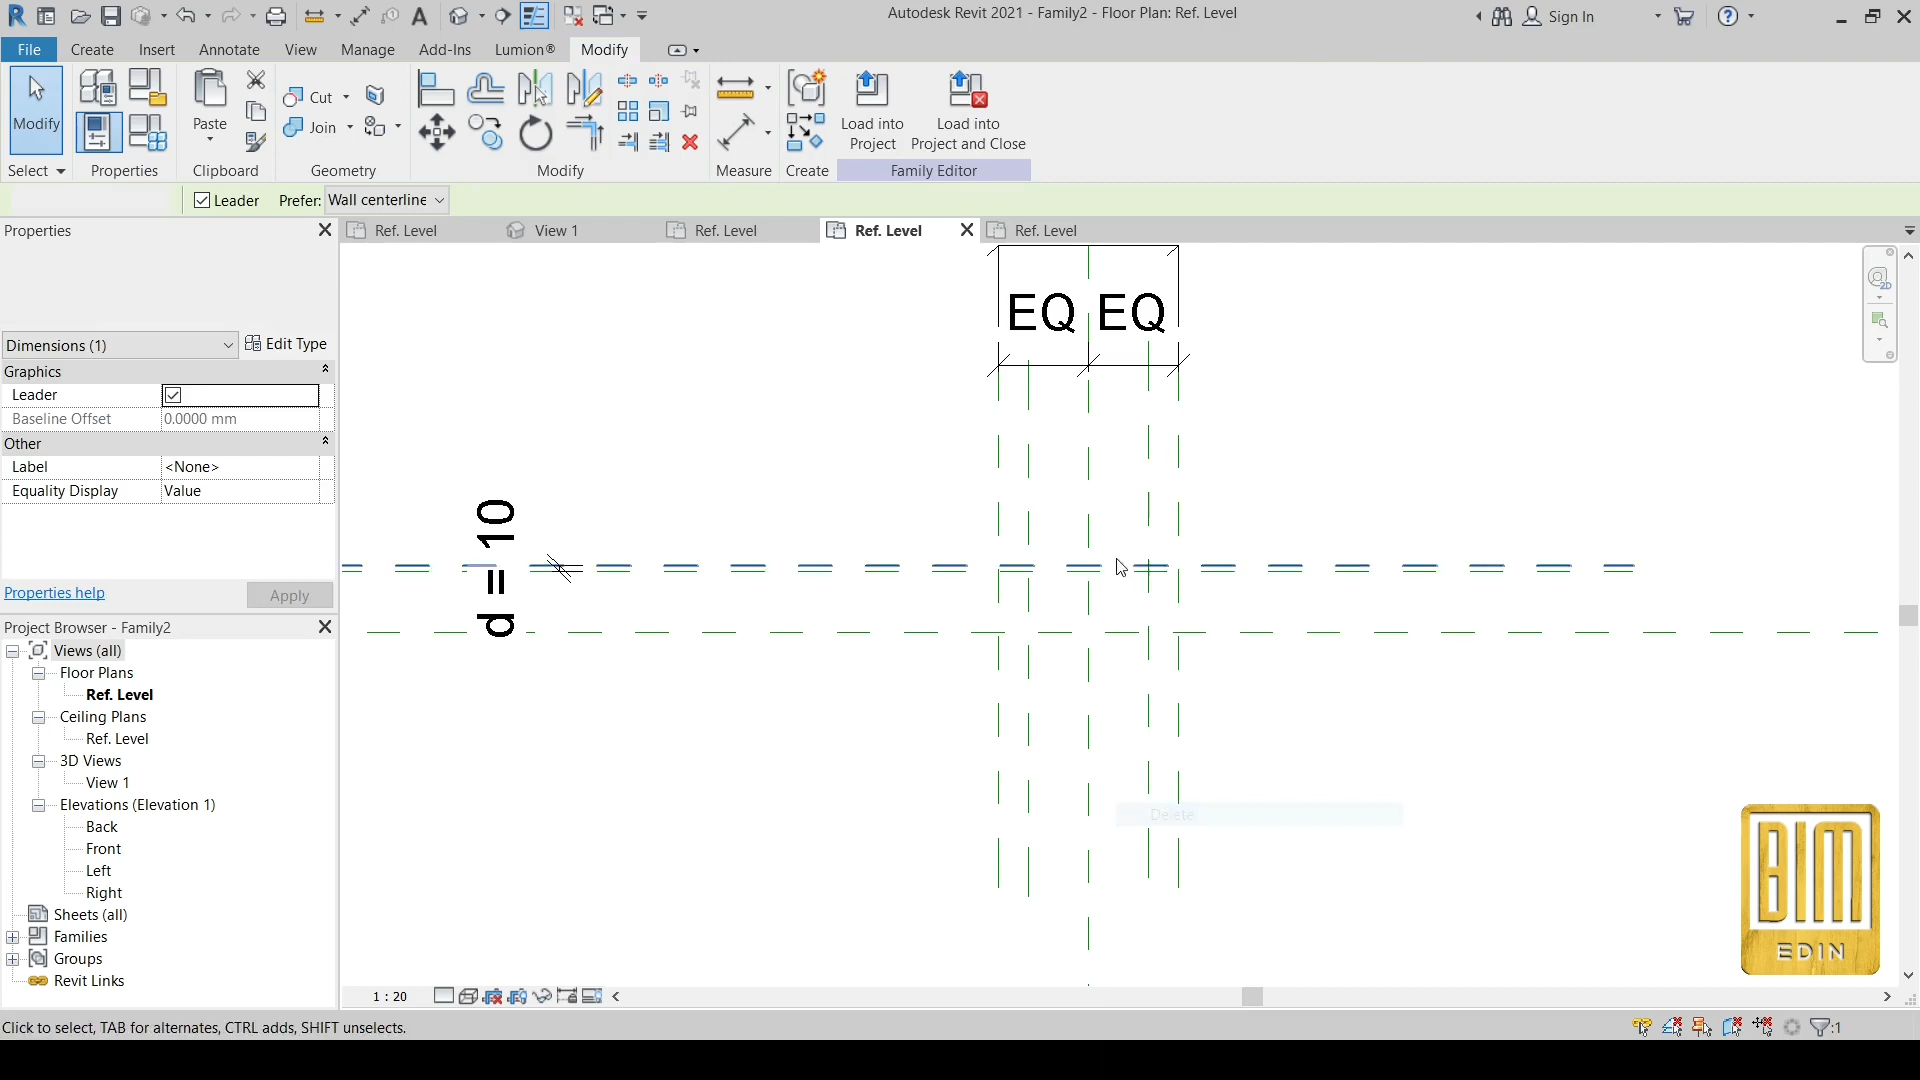 Autodesk Revit 2021 - Family2 - Floor Plan: Ref. Level
Sign In
File
Create
Insert
Annotate
View
Manage
Add-Ins
Lumion®
Modify
Modify
Paste
Cut
Join
Load into
Project
Load into
Project and Close
Select
Properties
Clipboard
Geometry
Modify
Measure
Create
Family Editor
Leader
Prefer:
Wall centerline
Properties
Ref. Level
View 1
Ref. Level
Ref. Level
Ref. Level
2D
Dimensions (1)
Edit Type
Graphics
Leader
Baseline Offset
0.0000 mm
Other
Label
<None>
Equality Display
Value
Properties help
Apply
EQ
EQ
d = 10
Delete
Project Browser - Family2
Views (all)
Floor Plans
Ref. Level
Ceiling Plans
Ref. Level
3D Views
View 1
Elevations (Elevation 1)
Back
Front
Left
Right
Sheets (all)
Families
Groups
Revit Links
BIM
EDIN
1 : 20
Click to select, TAB for alternates, CTRL adds, SHIFT unselects.
:1